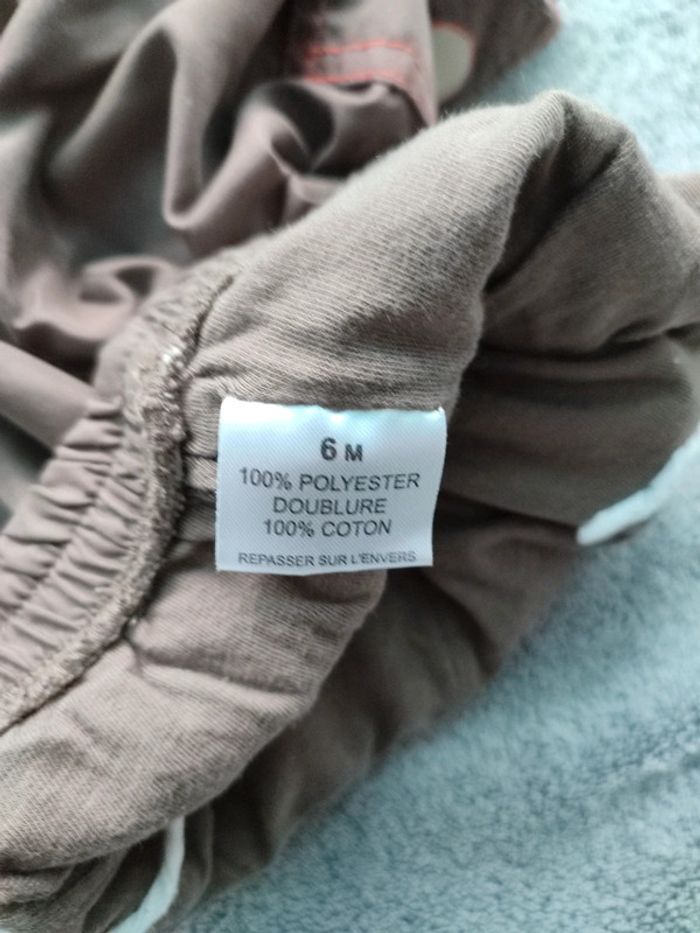 6 M
100% POLYESTER
DOUBLURE
100% COTON
REPASSER SUR L'ENVERS